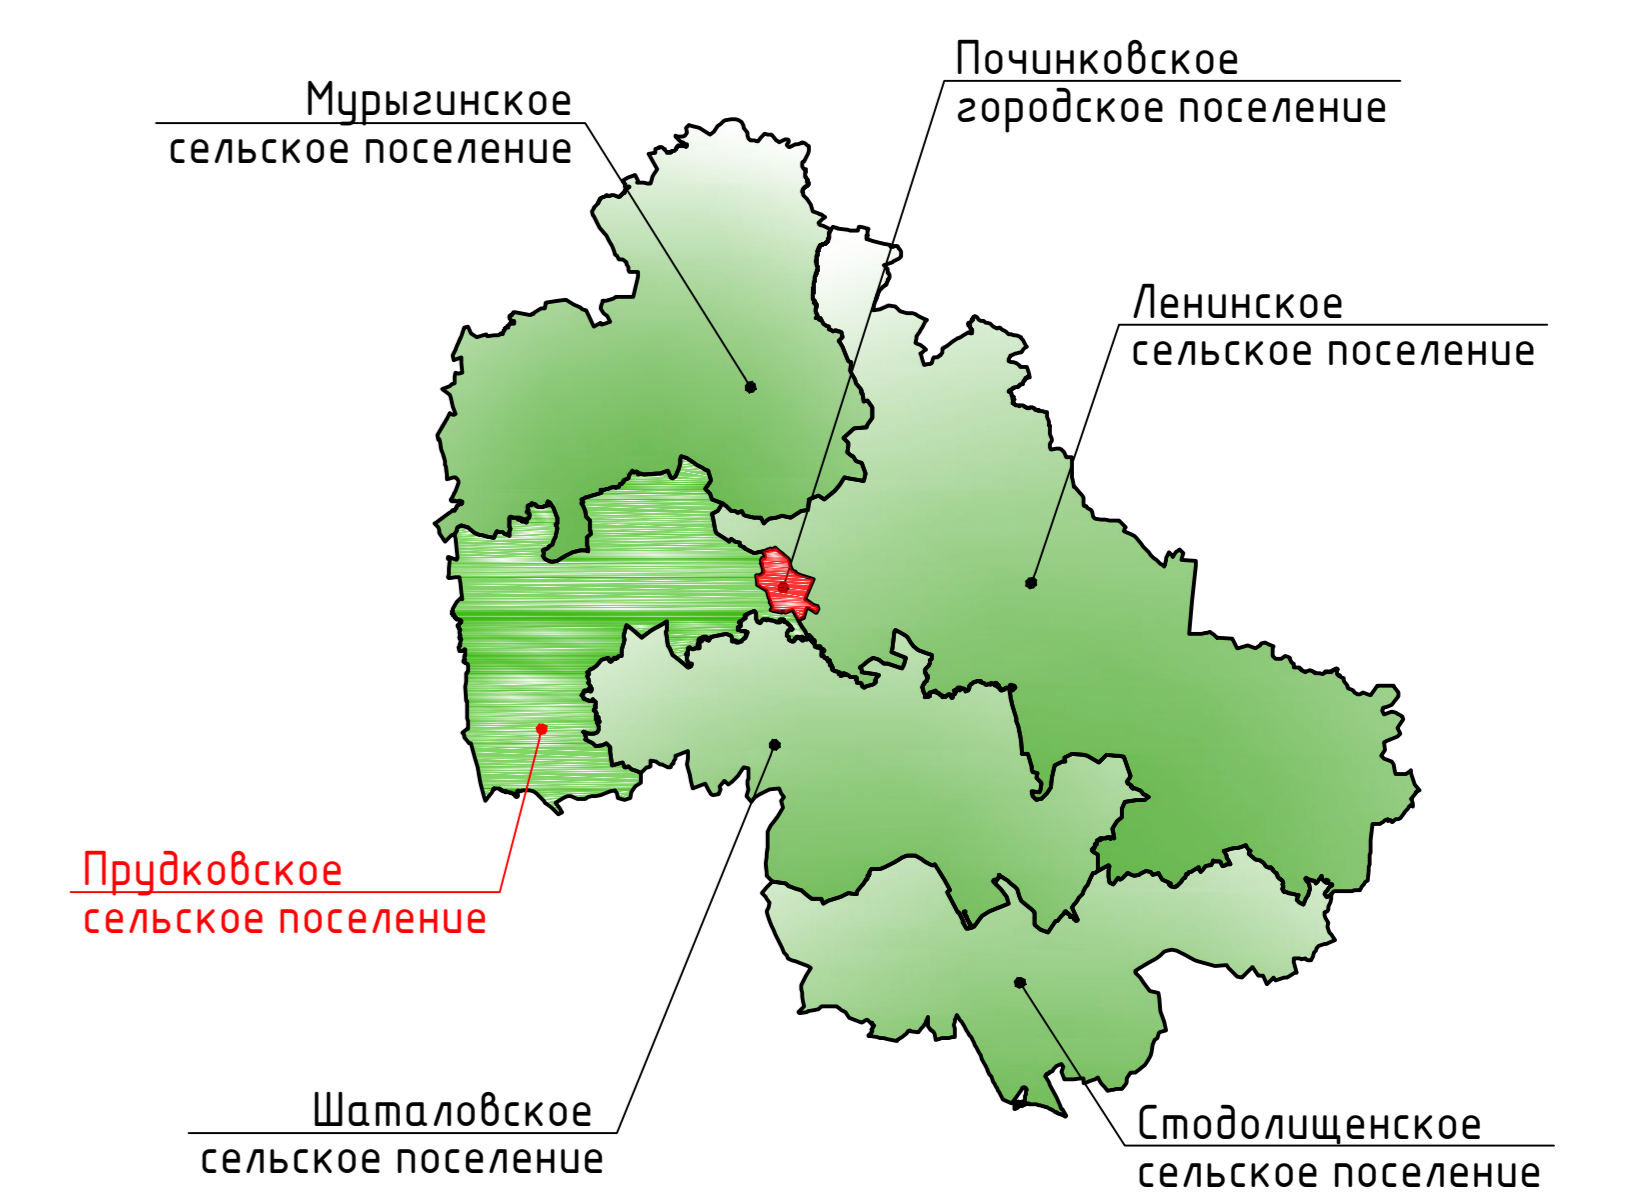 Починковское
городское поселение
Мурыгинское
сельское поселение
Ленинское
сельское поселение
Прудковское
сельское поселение
Шаталовское
сельское поселение
Стодолищенское
сельское поселение